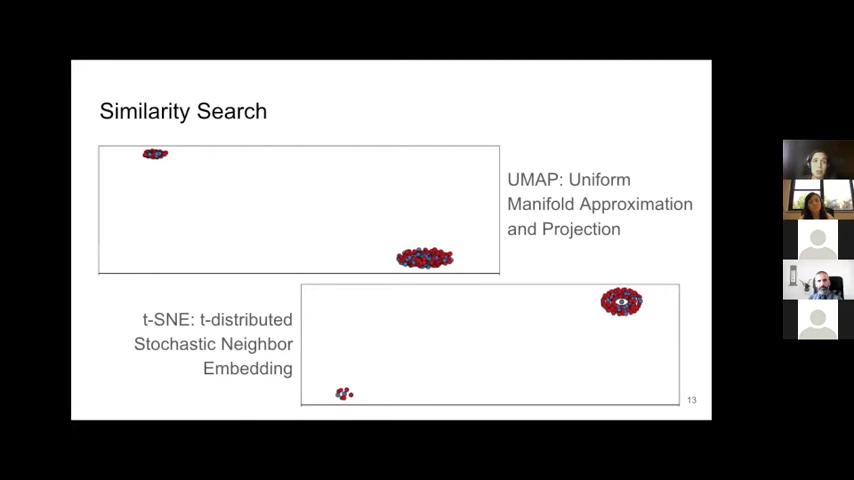 Similarity Search
UMAP: Uniform
Manifold Approximation
and Projection
t-SNE: t-distributed
Stochastic Neighbor
Embedding
13